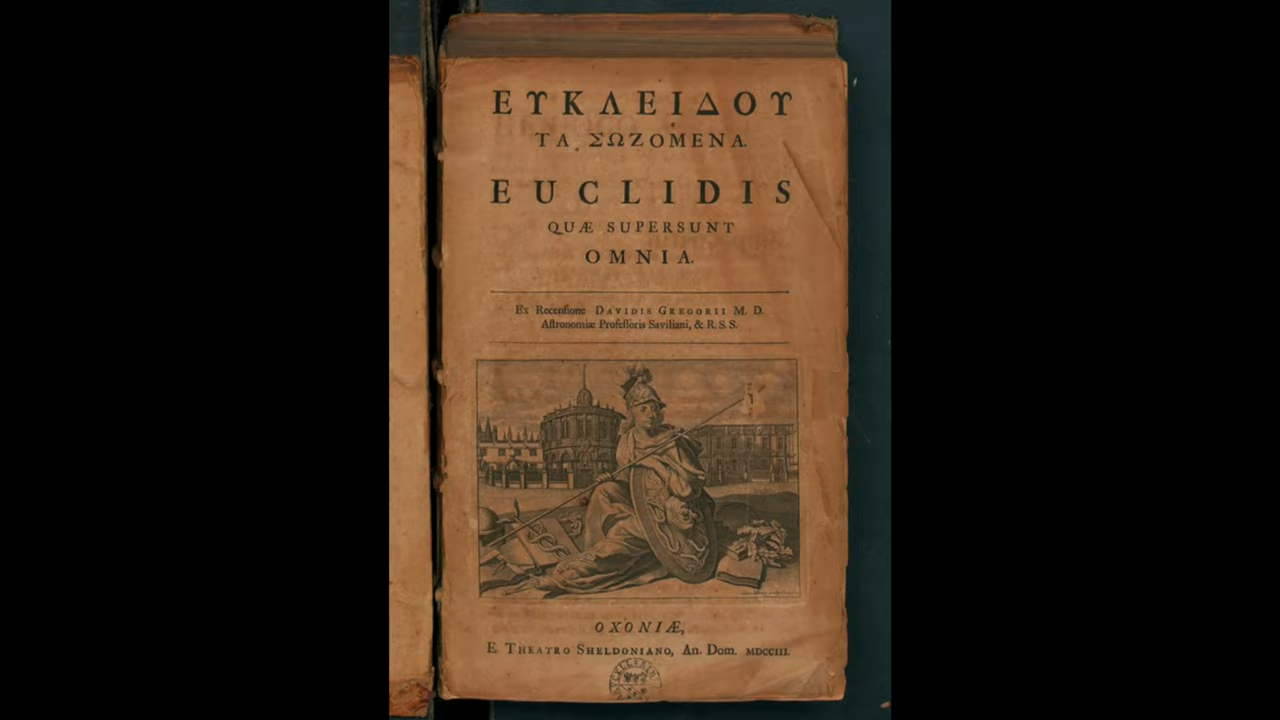 ΕΥΚΛΕΙΔΟΥ
ΤΑ ΣΩΖΟΜΕΝΑ.
EUCLIDIS
QUÆ SUPERSUNT
OMNIA.
Ex Recenſione DAVIDIS GREGORII M. D.
Aſtronomiæ Profeſſoris Saviliani, & R. S. S.
OXONIÆ,
E THEATRO SHELDONIANO, An. Dom. MDCCIII.